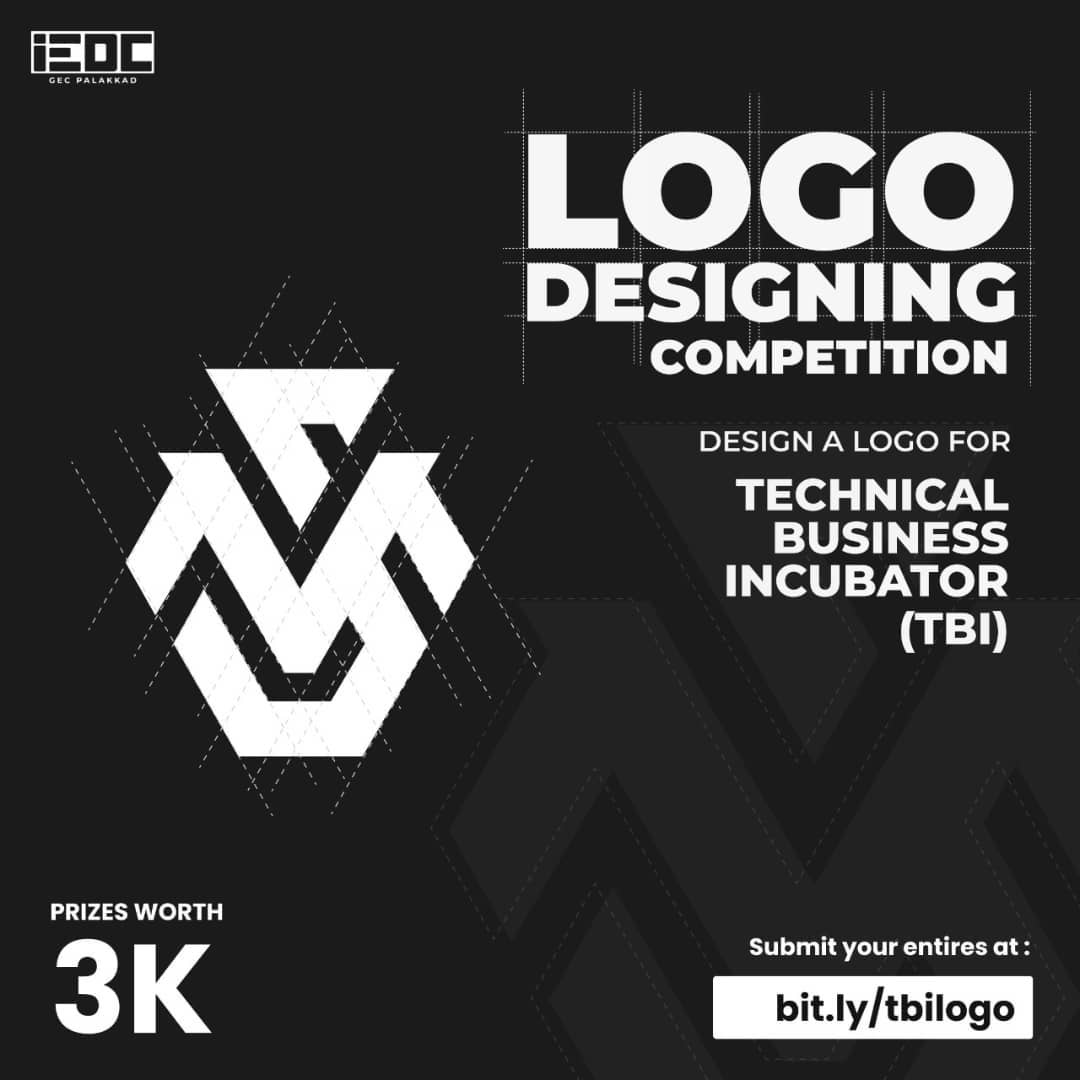 iEDC
GEC PALAKKAD
LOGO
DESIGNING
COMPETITION
DESIGN A LOGO FOR
TECHNICAL
BUSINESS
INCUBATOR
(TBI)
PRIZES WORTH
3K
Submit your entires at :
bit.ly/tbilogo